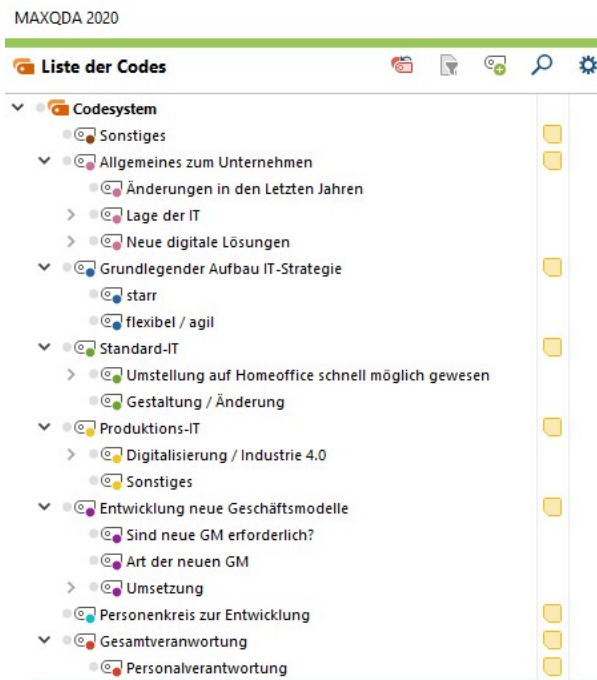 MAXQDA 2020
Liste der Codes
Codesystem
Sonstiges
Allgemeines zum Unternehmen
Änderungen in den Letzten Jahren
Lage der IT
Neue digitale Lösungen
Grundlegender Aufbau IT-Strategie
starr
flexibel / agil
Standard-IT
Umstellung auf Homeoffice schnell möglich gewesen
Gestaltung / Änderung
Produktions-IT
Digitalisierung / Industrie 4.0
Sonstiges
Entwicklung neue Geschäftsmodelle
Sind neue GM erforderlich?
Art der neuen GM
Umsetzung
Personenkreis zur Entwicklung
Gesamtveranwortung
Personalverantwortung